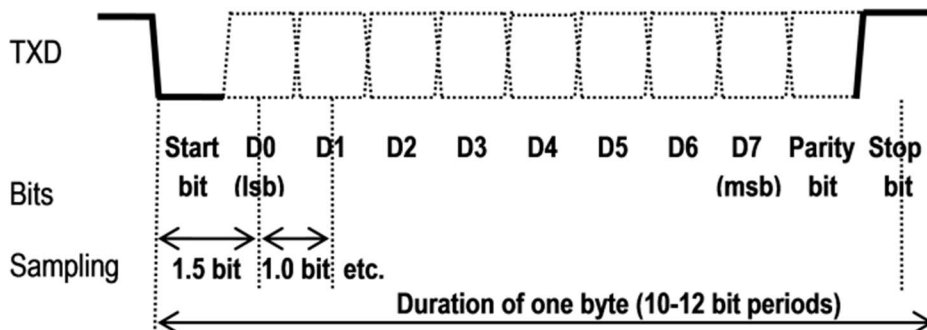 TXD
Start D0 D1 D2 D3 D4 D5 D6 D7 Parity Stop
bit (lsb) (msb) bit bit
Bits
Sampling 1.5 bit 1.0 bit etc.
Duration of one byte (10-12 bit periods)